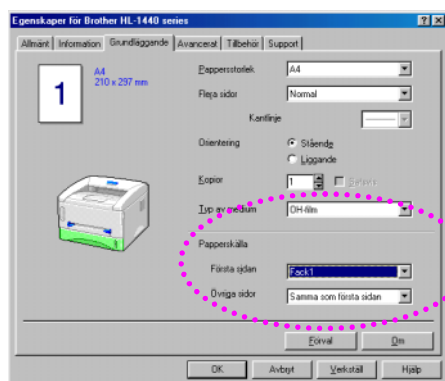 Egenskaper för Brother HL-1440 series
Allmänt Information Grundläggande Avancerat Tillbehör Support
1
A4
210 x 297 mm
Pappersstorlek A4
Flera sidor Normal
Kantlinje
Orientering Stående
Liggande
Kopior 1 Sortera
Typ av medium OH-film
Papperskälla
Första sidan Fack1
Övriga sidor Samma som första sidan
Förval Om
OK Avbryt Verkställ Hjälp